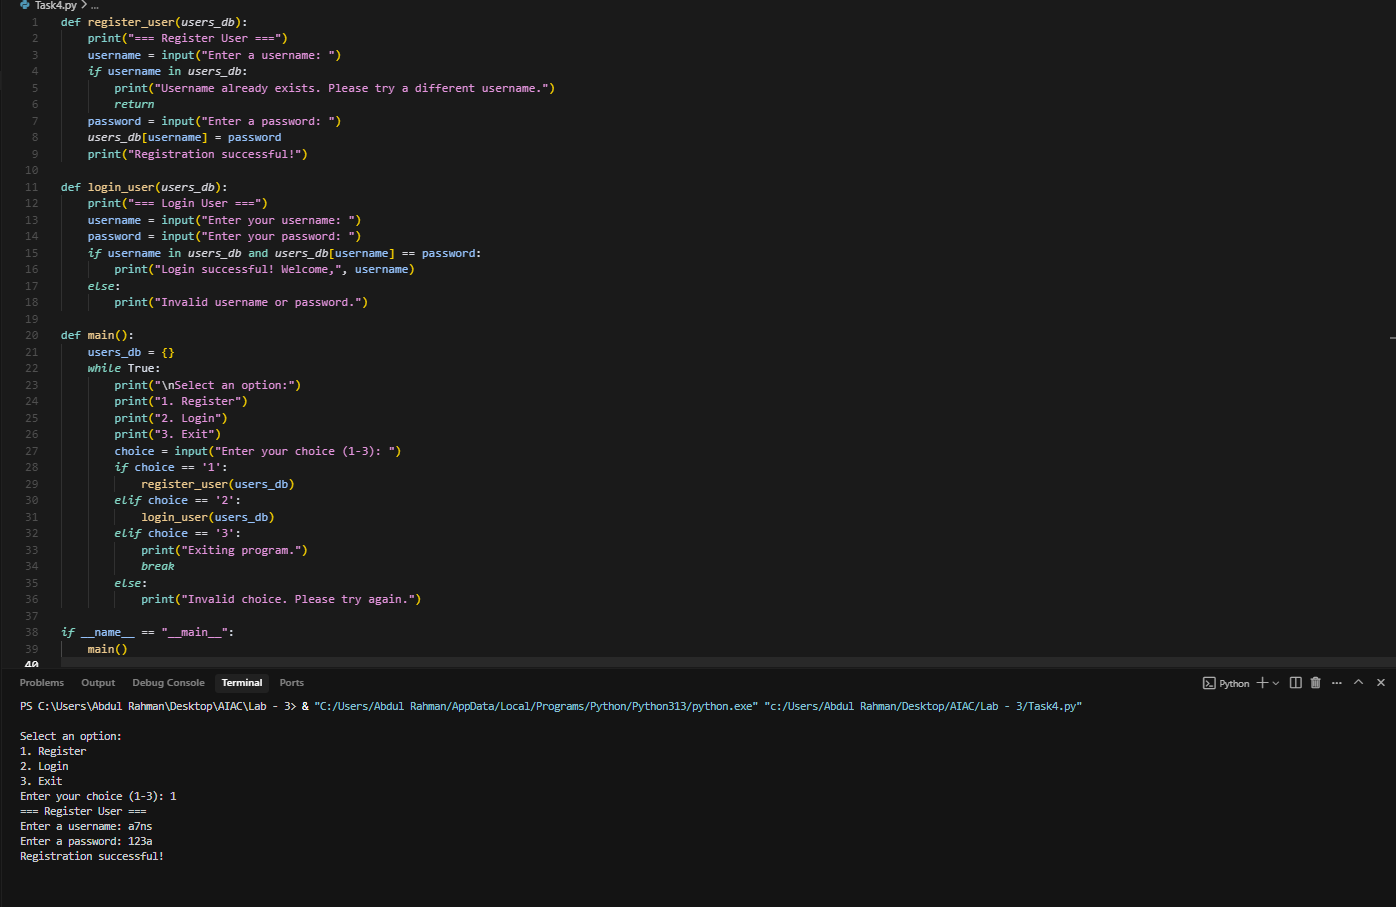 Task4.py > ...
1 def register_user(users_db):
2     print("=== Register User ===")
3     username = input("Enter a username: ")
4     if username in users_db:
5         print("Username already exists. Please try a different username.")
6         return
7     password = input("Enter a password: ")
8     users_db[username] = password
9     print("Registration successful!")
10
11 def login_user(users_db):
12     print("=== Login User ===")
13     username = input("Enter your username: ")
14     password = input("Enter your password: ")
15     if username in users_db and users_db[username] == password:
16         print("Login successful! Welcome,", username)
17     else:
18         print("Invalid username or password.")
19
20 def main():
21     users_db = {}
22     while True:
23         print("\nSelect an option:")
24         print("1. Register")
25         print("2. Login")
26         print("3. Exit")
27         choice = input("Enter your choice (1-3): ")
28         if choice == '1':
29             register_user(users_db)
30         elif choice == '2':
31             login_user(users_db)
32         elif choice == '3':
33             print("Exiting program.")
34             break
35         else:
36             print("Invalid choice. Please try again.")
37
38 if __name__ == "__main__":
39     main()
40
Problems Output Debug Console Terminal Ports Python
PS C:\Users\Abdul Rahman\Desktop\AIAC\Lab - 3> & "C:/Users/Abdul Rahman/AppData/Local/Programs/Python/Python313/python.exe" "c:/Users/Abdul Rahman/Desktop/AIAC/Lab - 3/Task4.py"
Select an option:
1. Register
2. Login
3. Exit
Enter your choice (1-3): 1
=== Register User ===
Enter a username: a7ns
Enter a password: 123a
Registration successful!